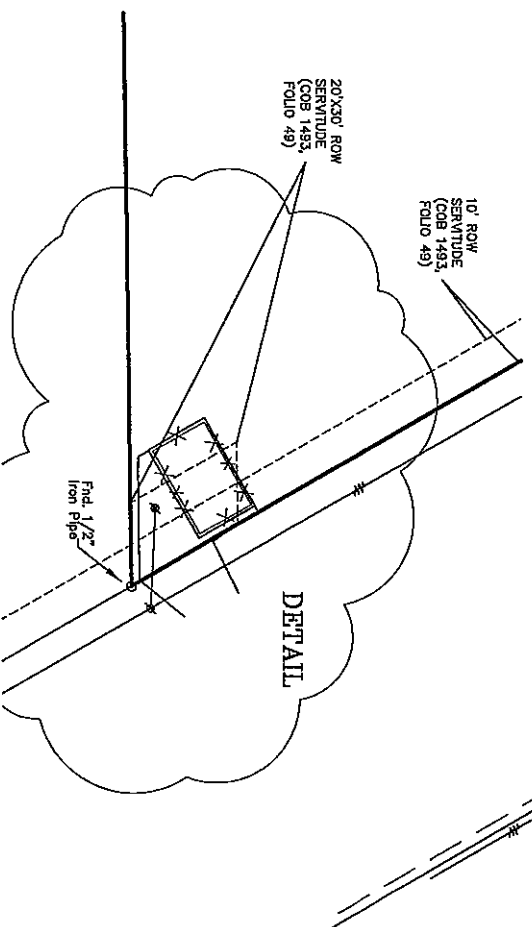 10' ROW
SERVITUDE
(COB 1493,
FOLIO 49)
20'X30' ROW
SERVITUDE
(COB 1493,
FOLIO 49)
DETAIL
Fnd. 1/2"
Iron Pipe